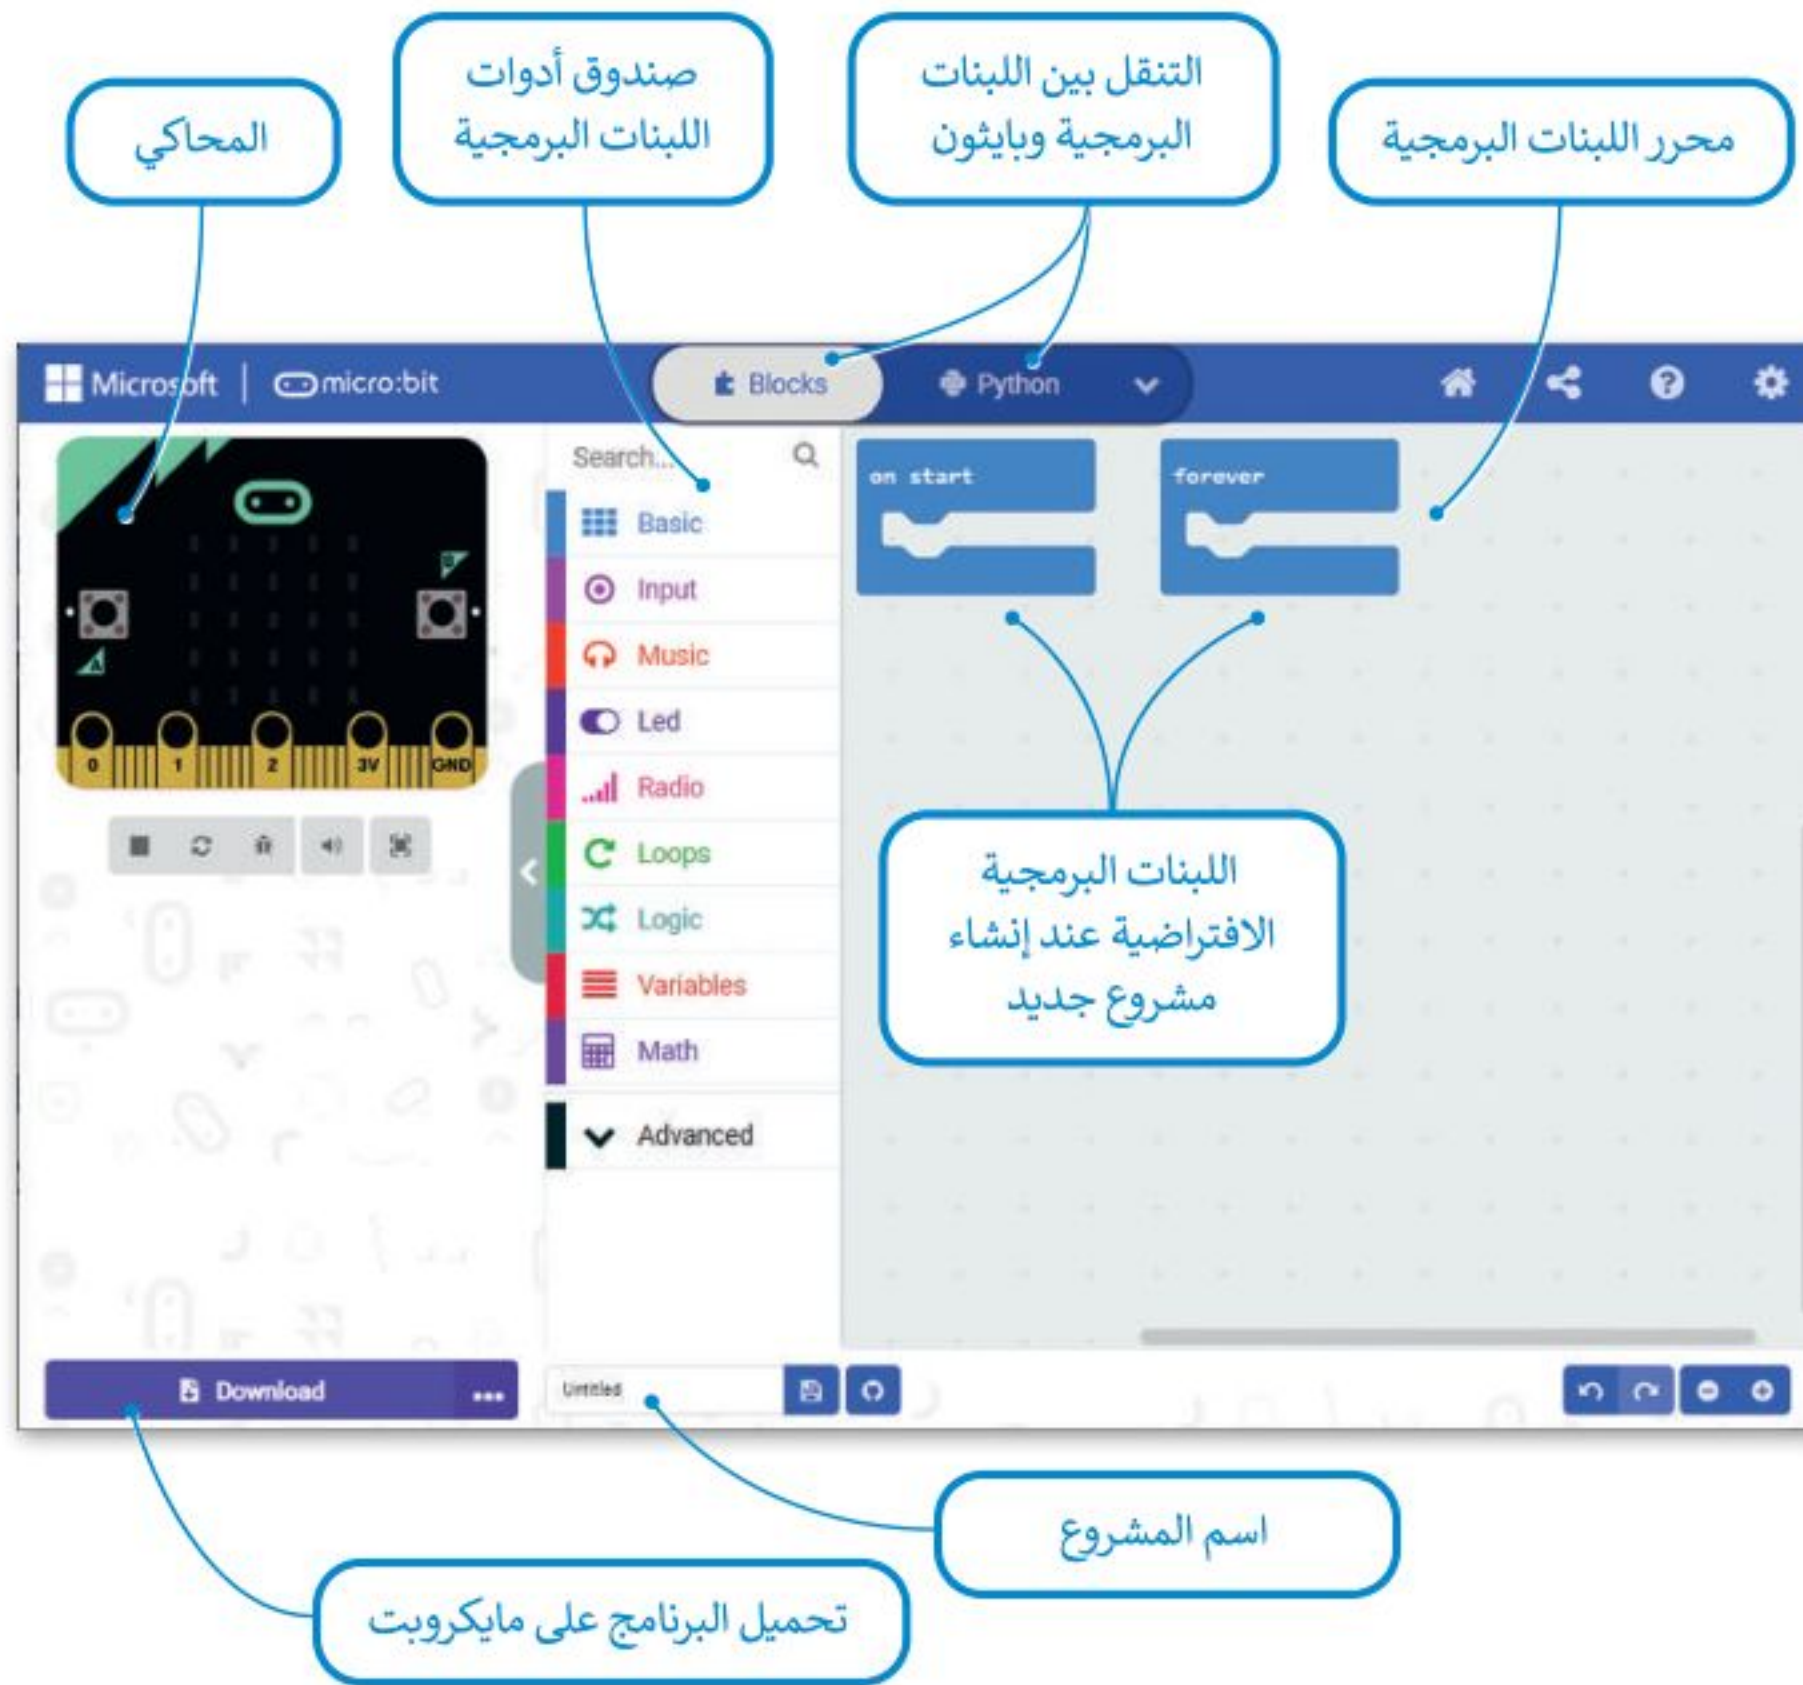 محرر اللبنات البرمجية
التنقل بين اللبنات
البرمجية وبايثون
صندوق أدوات
اللبنات البرمجية
المحاكي
Microsoft | micro:bit
Blocks
Python
Search...
Basic
Input
Music
Led
Radio
Loops
Logic
Variables
Math
Advanced
on start
forever
A
B
0 1 2 3V GND
اللبنات البرمجية
الافتراضية عند إنشاء
مشروع جديد
Download
Untitled
اسم المشروع
تحميل البرنامج على مايكروبت